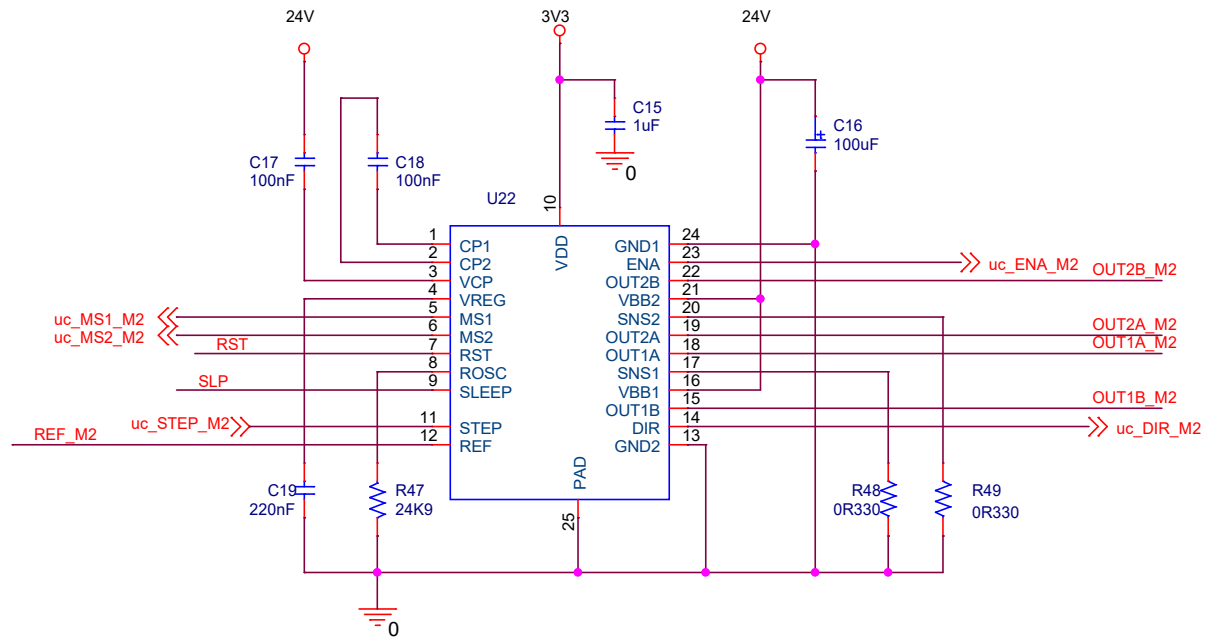 24V
3V3
24V
C15
1uF
C16
100uF
0
C17
100nF
C18
100nF
U22
10
VDD
1
CP1
2
CP2
3
VCP
4
VREG
5
MS1
6
MS2
7
RST
8
ROSC
9
SLEEP
11
STEP
12
REF
24
GND1
23
ENA
22
OUT2B
21
VBB2
20
SNS2
19
OUT2A
18
OUT1A
17
SNS1
16
VBB1
15
OUT1B
14
DIR
13
GND2
PAD
25
uc_MS1_M2
uc_MS2_M2
RST
SLP
uc_STEP_M2
REF_M2
uc_ENA_M2
OUT2B_M2
OUT2A_M2
OUT1A_M2
OUT1B_M2
uc_DIR_M2
C19
220nF
R47
24K9
R48
0R330
R49
0R330
0